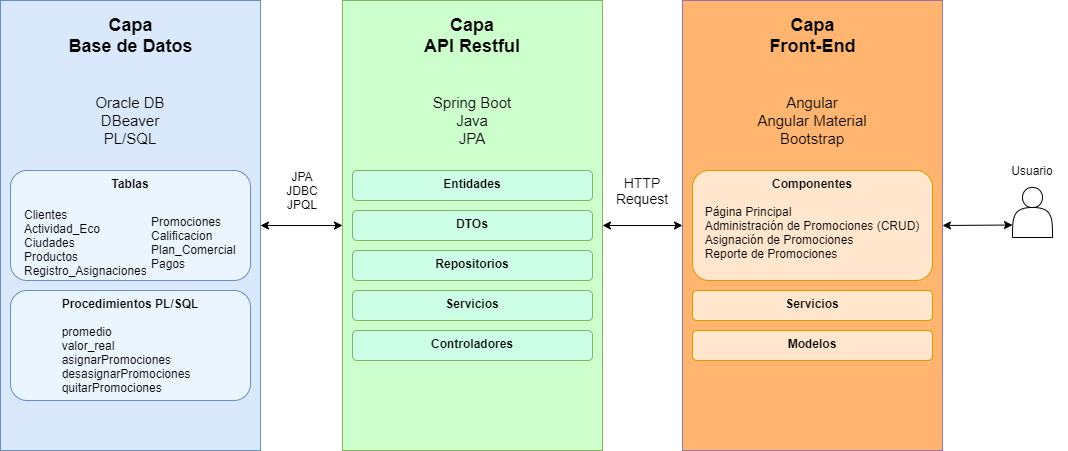 Capa
Base de Datos
Oracle DB
DBeaver
PL/SQL
Tablas
Clientes
Actividad_Eco
Ciudades
Productos
Registro_Asignaciones
Promociones
Calificacion
Plan_Comercial
Pagos
Procedimientos PL/SQL
promedio
valor_real
asignarPromociones
desasignarPromociones
quitarPromociones
JPA
JDBC
JPQL
Capa
API Restful
Spring Boot
Java
JPA
Entidades
DTOs
Repositorios
Servicios
Controladores
HTTP
Request
Capa
Front-End
Angular
Angular Material
Bootstrap
Componentes
Página Principal
Administración de Promociones (CRUD)
Asignación de Promociones
Reporte de Promociones
Servicios
Modelos
Usuario